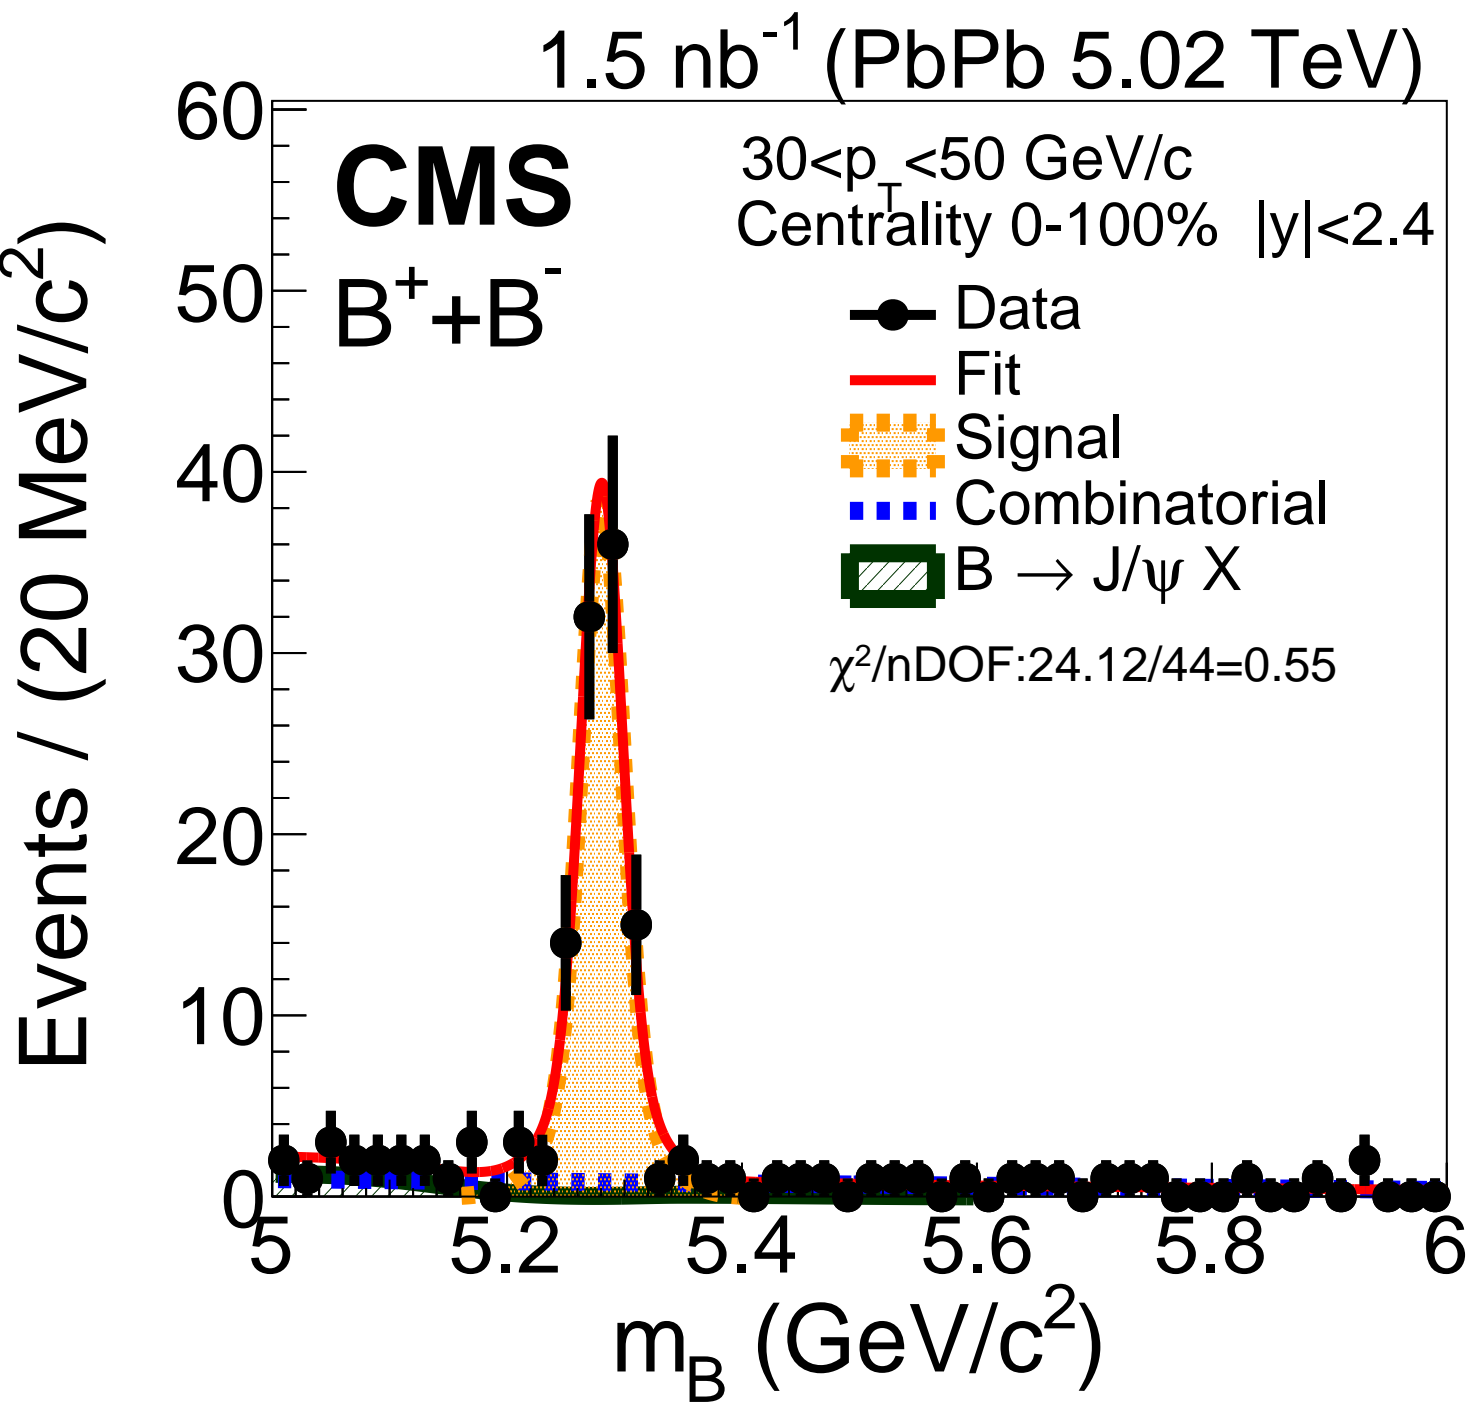 1.5 nb⁻¹ (PbPb 5.02 TeV)
CMS
B⁺+B⁻
30<p_T<50 GeV/c
Centrality 0-100% |y|<2.4
Data
Fit
Signal
Combinatorial
B → J/ψ X
χ²/nDOF:24.12/44=0.55
Events / (20 MeV/c²)
60
50
40
30
20
10
0
5 5.2 5.4 5.6 5.8 6
m_B (GeV/c²)